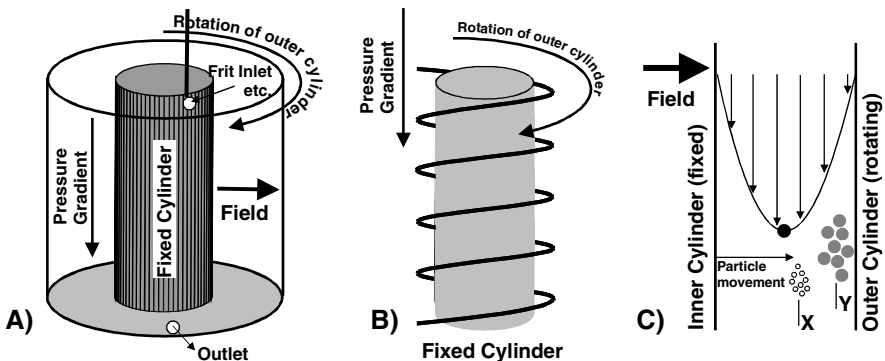 Rotation of outer cylinder
Frit Inlet
etc.
Pressure
Gradient
Fixed Cylinder
Field
Outlet
A)
Pressure
Gradient
Rotation of outer cylinder
B)
Fixed Cylinder
Field
Inner Cylinder (fixed)
Outer Cylinder (rotating)
Particle
movement
X
Y
C)